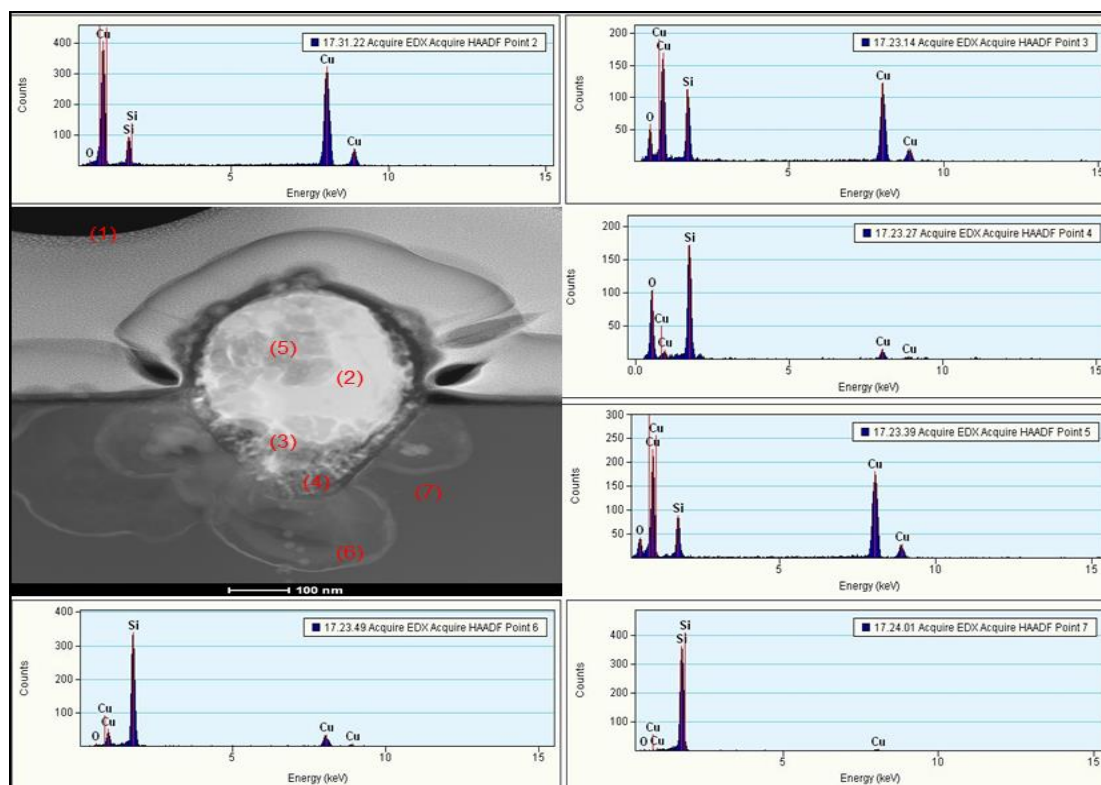 17.31.22 Acquire EDX Acquire HAADF Point 2
400
300
200
100
Counts
Cu
Si
Si
O
Cu
Cu
5
10
15
Energy (keV)
17.23.14 Acquire EDX Acquire HAADF Point 3
200
150
100
50
Counts
Cu
Cu
Si
O
Cu
Cu
5
10
15
Energy (keV)
(1)
(5)
(2)
(3)
(4)
(7)
(6)
100 nm
17.23.27 Acquire EDX Acquire HAADF Point 4
200
150
100
50
Counts
Si
O
Cu
Cu
Cu
Cu
0.0
5
10
15
Energy (keV)
17.23.39 Acquire EDX Acquire HAADF Point 5
300
250
200
150
100
50
Counts
Cu
Cu
Cu
Si
O
Cu
5
10
15
Energy (keV)
17.23.49 Acquire EDX Acquire HAADF Point 6
400
300
200
100
Counts
Si
Cu
Cu
Cu
Cu
5
10
15
Energy (keV)
17.24.01 Acquire EDX Acquire HAADF Point 7
400
300
200
100
Counts
Si
Si
Cu
O
Cu
Cu
5
10
15
Energy (keV)